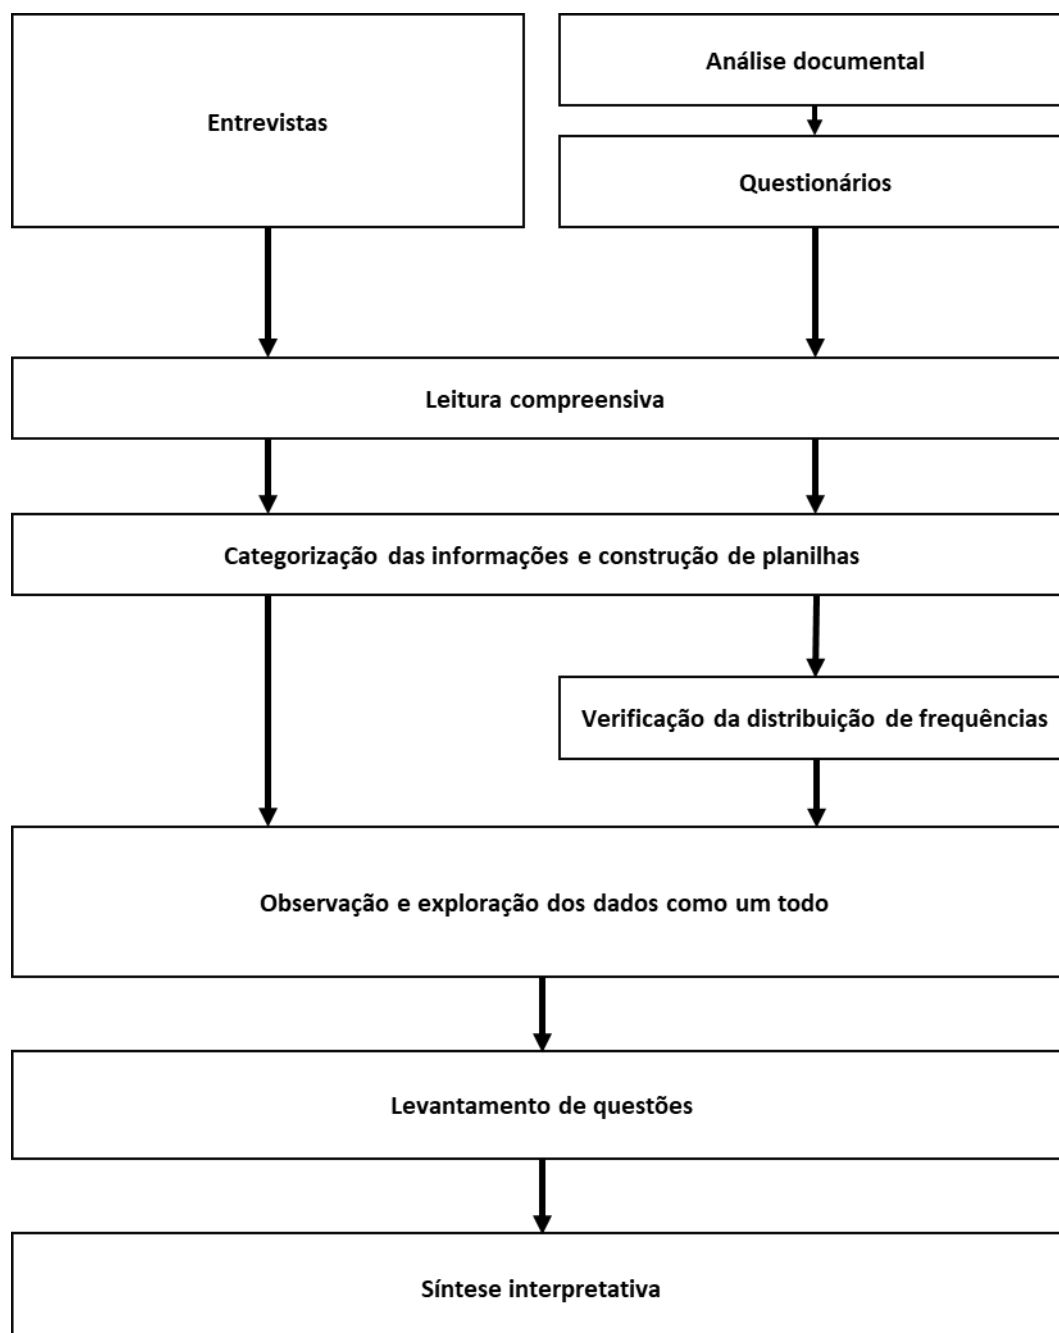 Entrevistas
Análise documental
Questionários
Leitura compreensiva
Categorização das informações e construção de planilhas
Verificação da distribuição de frequências
Observação e exploração dos dados como um todo
Levantamento de questões
Síntese interpretativa